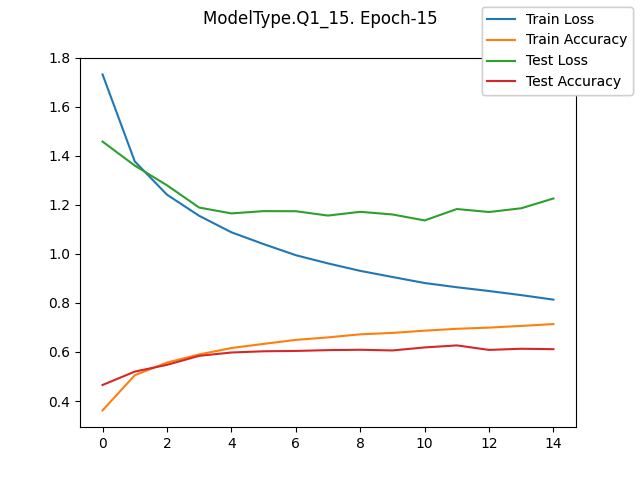 ModelType.Q1_15. Epoch-15
Train Loss
Train Accuracy
Test Loss
Test Accuracy
1.8
1.6
1.4
1.2
1.0
0.8
0.6
0.4
0 2 4 6 8 10 12 14